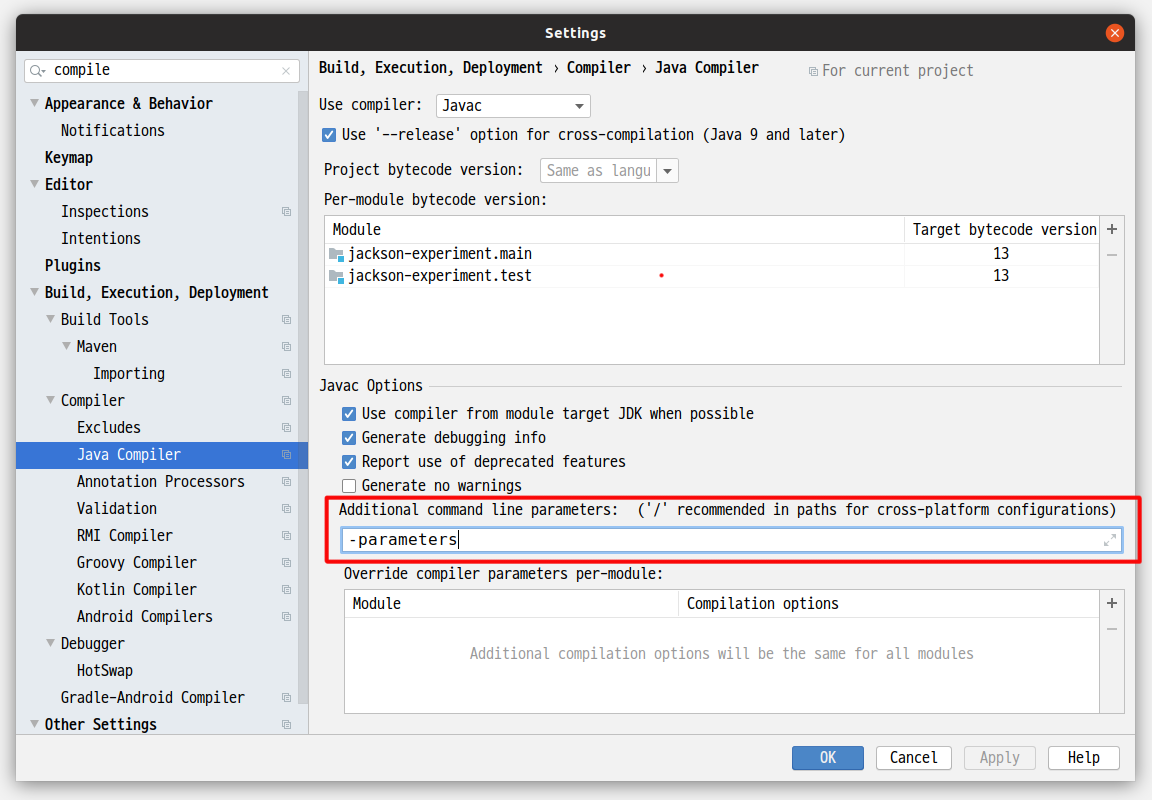 Settings
compile
Appearance & Behavior
Notifications
Keymap
Editor
Inspections
Intentions
Plugins
Build, Execution, Deployment
Build Tools
Maven
Importing
Compiler
Excludes
Java Compiler
Annotation Processors
Validation
RMI Compiler
Groovy Compiler
Kotlin Compiler
Android Compilers
Debugger
HotSwap
Gradle-Android Compiler
Other Settings
Build, Execution, Deployment › Compiler › Java Compiler For current project
Use compiler: Javac
Use '--release' option for cross-compilation (Java 9 and later)
Project bytecode version: Same as langu
Per-module bytecode version:
Module Target bytecode version
jackson-experiment.main 13
jackson-experiment.test 13
Javac Options
Use compiler from module target JDK when possible
Generate debugging info
Report use of deprecated features
Generate no warnings
Additional command line parameters: ('/' recommended in paths for cross-platform configurations)
-parameters
Override compiler parameters per-module:
Module Compilation options
Additional compilation options will be the same for all modules
OK Cancel Apply Help